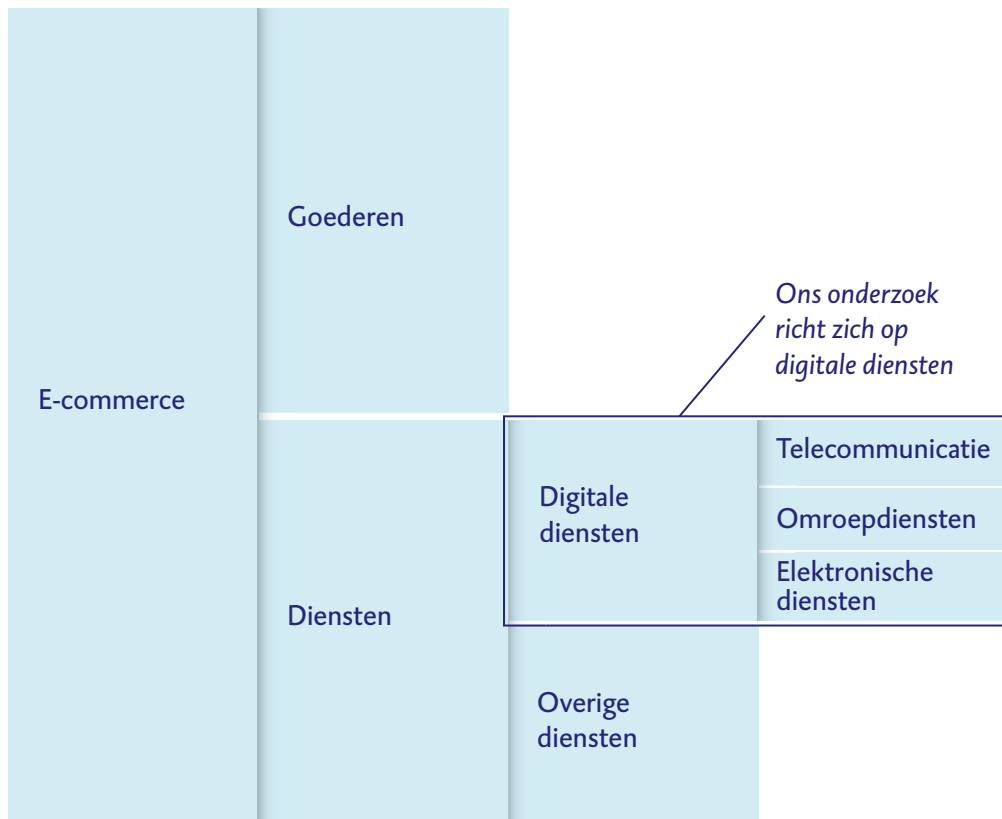 E-commerce
Goederen
Diensten
Ons onderzoek
richt zich op
digitale diensten
Digitale
diensten
Overige
diensten
Telecommunicatie
Omroepdiensten
Elektronische
diensten